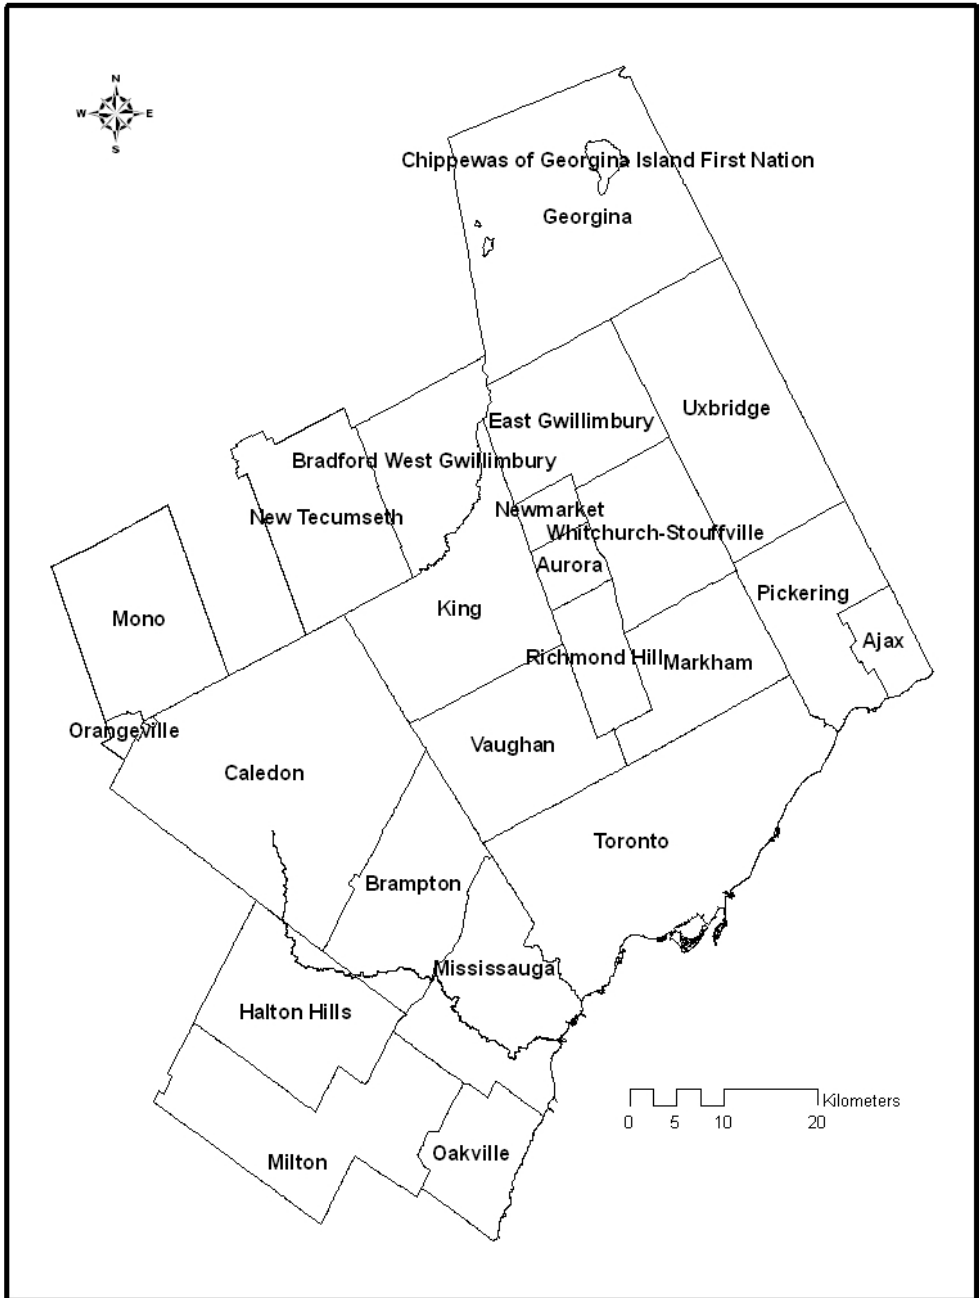 N
W E
S
Chippewas of Georgina Island First Nation
Georgina
Uxbridge
East Gwillimbury
Bradford West Gwillimbury
Newmarket
New Tecumseth
Whitchurch-Stouffville
Aurora
Pickering
King
Mono
Ajax
Richmond Hill
Markham
Orangeville
Vaughan
Caledon
Toronto
Brampton
Mississauga
Halton Hills
Kilometers
0 5 10 20
Oakville
Milton